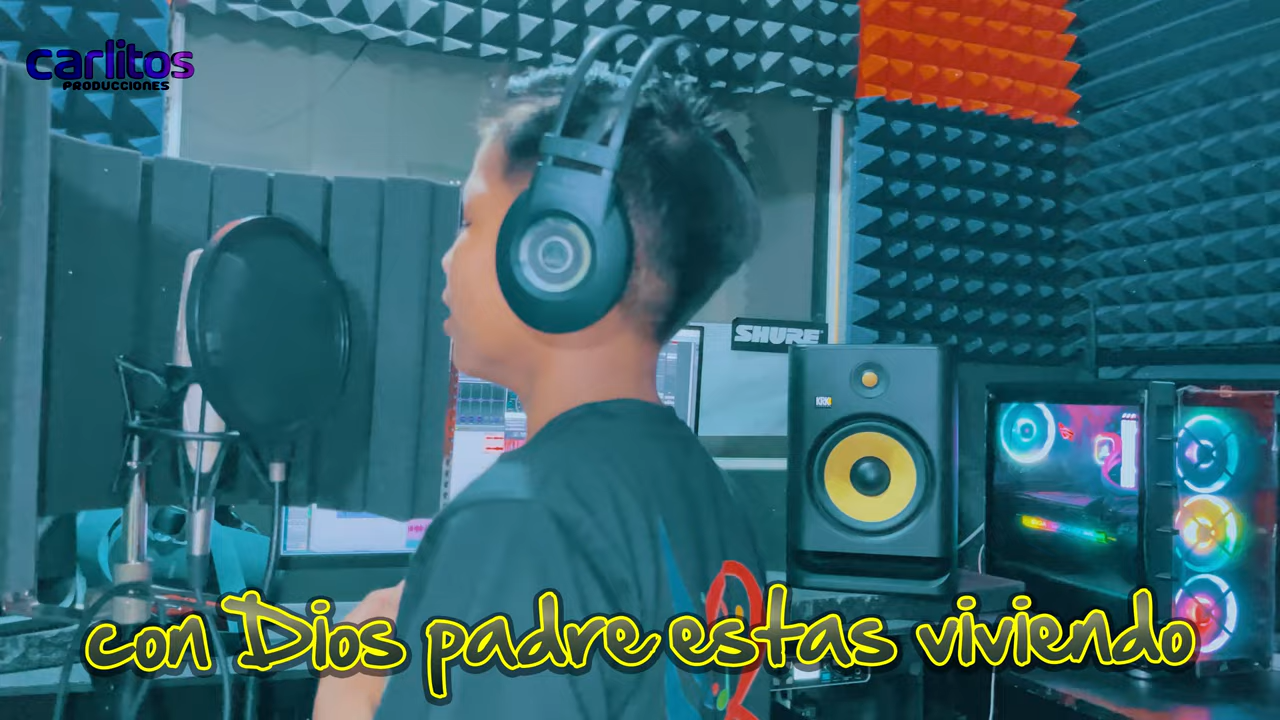 carlitos
PRODUCCIONES
SHURE
KRK
con Dios padre estas viviendo